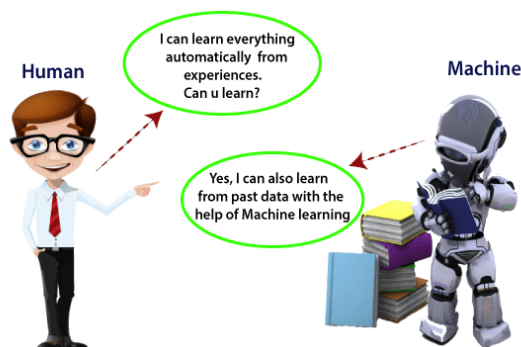 Human
I can learn everything
automatically from
experiences.
Can u learn?
Machine
Yes, I can also learn
from past data with the
help of Machine learning